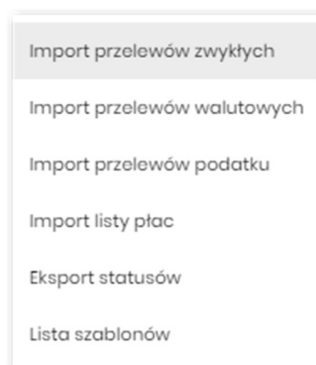 Import przelewów zwykłych
Import przelewów walutowych
Import przelewów podatku
Import listy płac
Eksport statusów
Lista szablonów